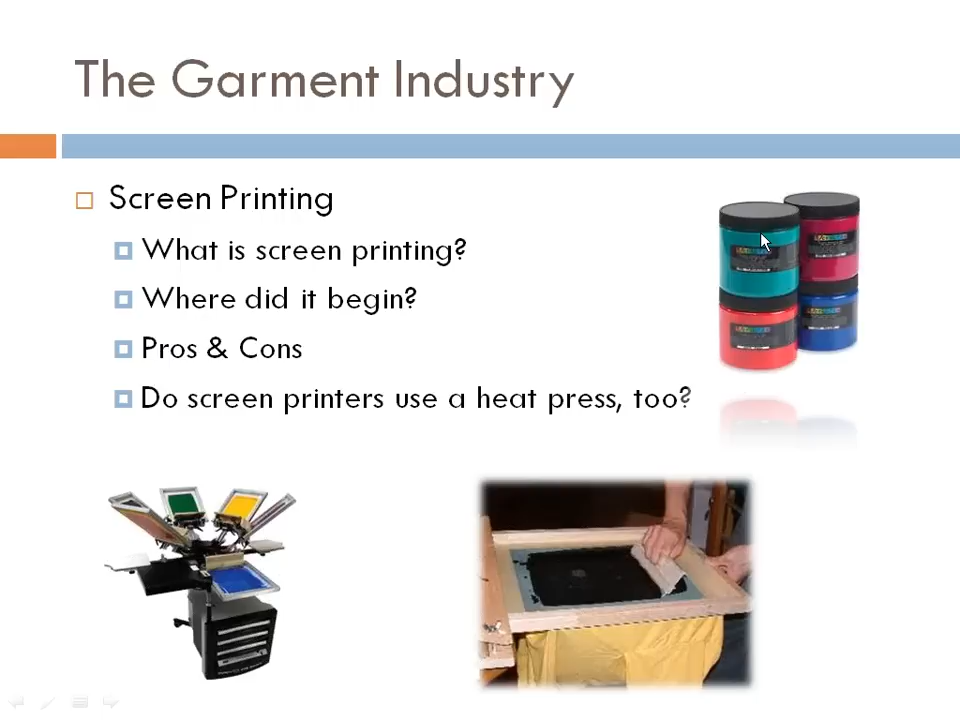 The Garment Industry
Screen Printing
What is screen printing?
Where did it begin?
Pros & Cons
Do screen printers use a heat press, too?